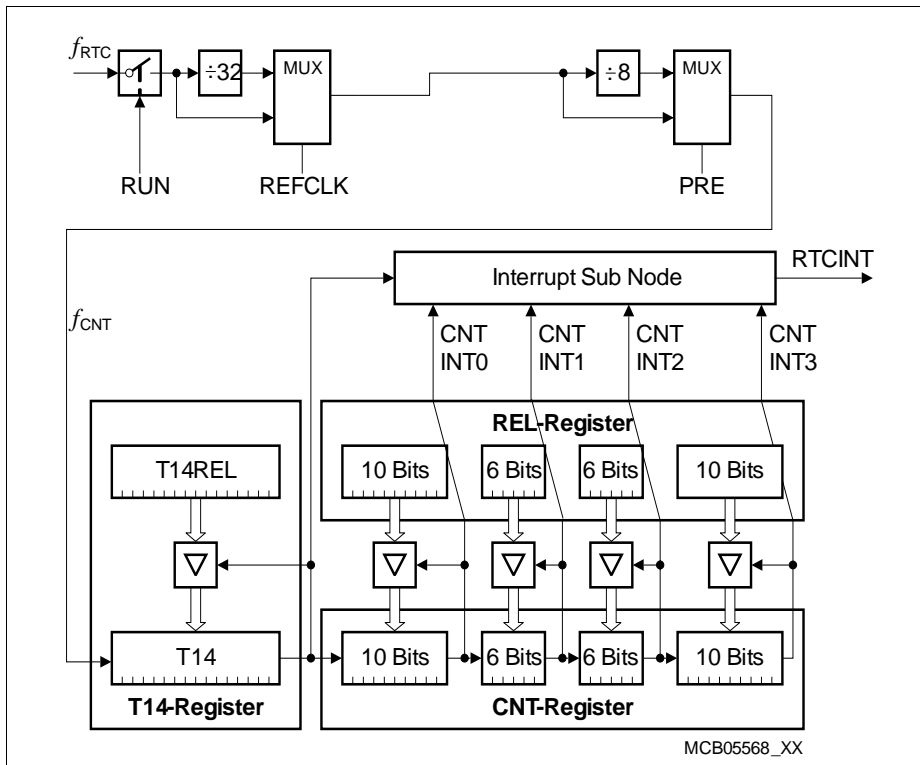 fRTC
÷32
MUX
÷8
MUX
RUN
REFCLK
PRE
Interrupt Sub Node
RTCINT
fCNT
CNT
INT0
CNT
INT1
CNT
INT2
CNT
INT3
REL-Register
T14REL
10 Bits
6 Bits
6 Bits
10 Bits
T14
10 Bits
6 Bits
6 Bits
10 Bits
T14-Register
CNT-Register
MCB05568_XX